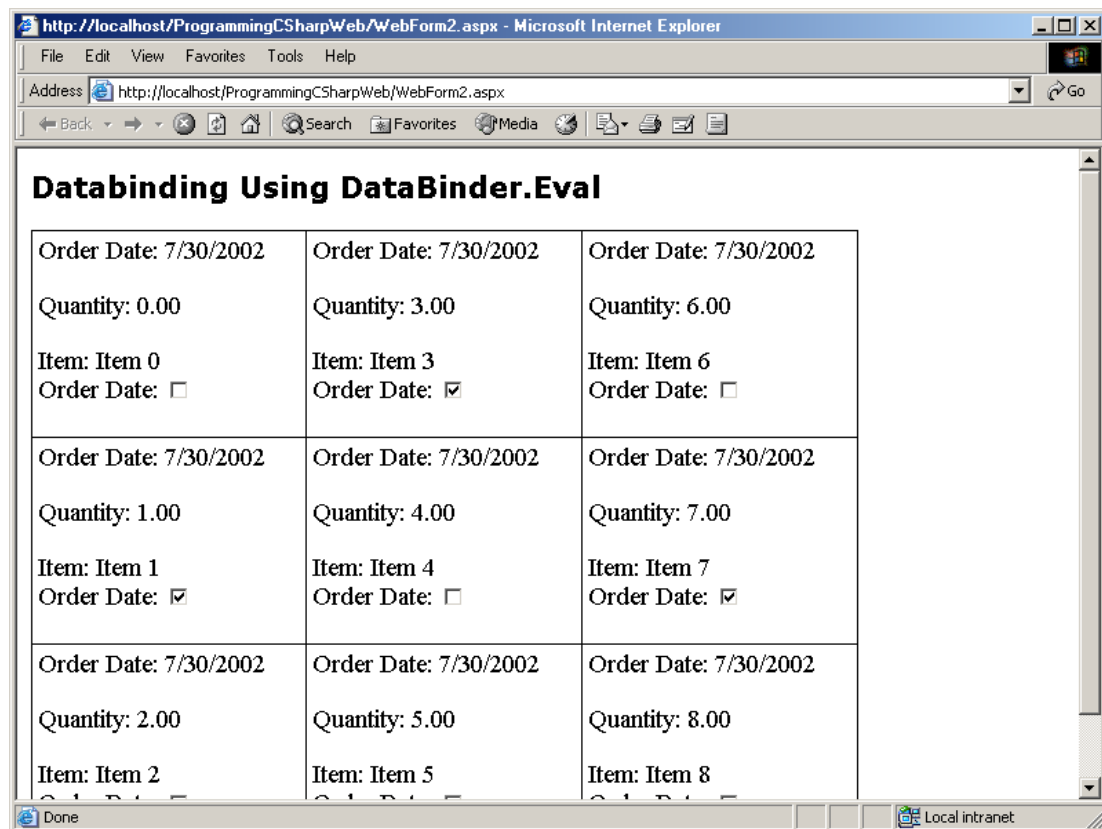 http://localhost/ProgrammingCSharpWeb/WebForm2.aspx - Microsoft Internet Explorer
File Edit View Favorites Tools Help
Address http://localhost/ProgrammingCSharpWeb/WebForm2.aspx Go
Back Search Favorites Media
Databinding Using DataBinder.Eval
Order Date: 7/30/2002 Order Date: 7/30/2002 Order Date: 7/30/2002
Quantity: 0.00 Quantity: 3.00 Quantity: 6.00
Item: Item 0 Item: Item 3 Item: Item 6
Order Date: Order Date: Order Date:
Order Date: 7/30/2002 Order Date: 7/30/2002 Order Date: 7/30/2002
Quantity: 1.00 Quantity: 4.00 Quantity: 7.00
Item: Item 1 Item: Item 4 Item: Item 7
Order Date: Order Date: Order Date:
Order Date: 7/30/2002 Order Date: 7/30/2002 Order Date: 7/30/2002
Quantity: 2.00 Quantity: 5.00 Quantity: 8.00
Item: Item 2 Item: Item 5 Item: Item 8
Done Local intranet